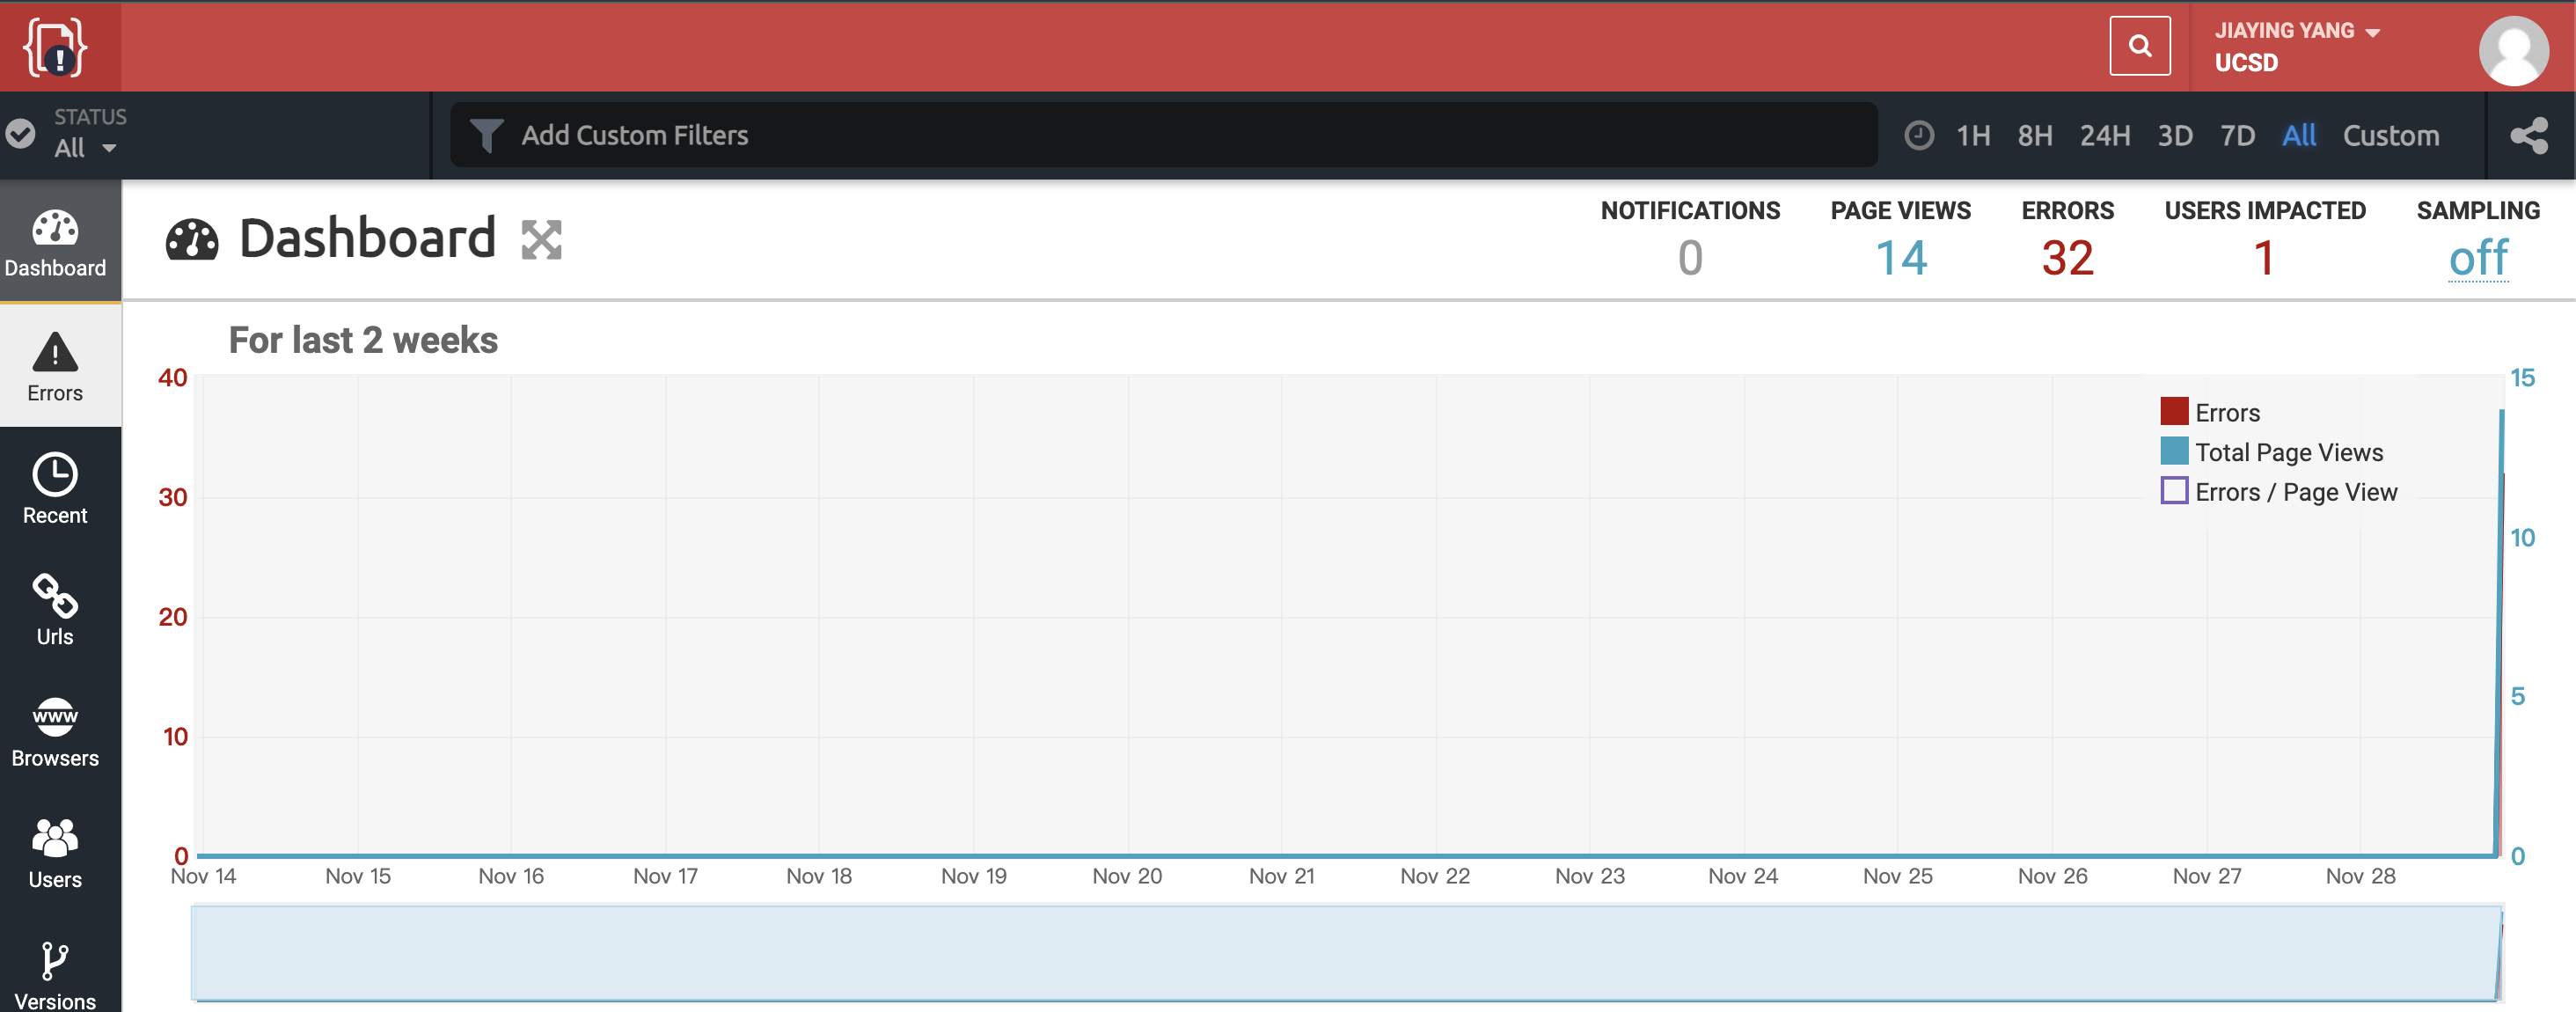 JIAYING YANG
UCSD
STATUS
All
Add Custom Filters
1H 8H 24H 3D 7D All Custom
Dashboard
Errors
Recent
Urls
www
Browsers
Users
Versions
Dashboard
NOTIFICATIONS PAGE VIEWS ERRORS USERS IMPACTED SAMPLING
0 14 32 1 off
For last 2 weeks
40 15
Errors
Total Page Views
30 Errors / Page View
10
20
5
10
0 0
Nov 14 Nov 15 Nov 16 Nov 17 Nov 18 Nov 19 Nov 20 Nov 21 Nov 22 Nov 23 Nov 24 Nov 25 Nov 26 Nov 27 Nov 28